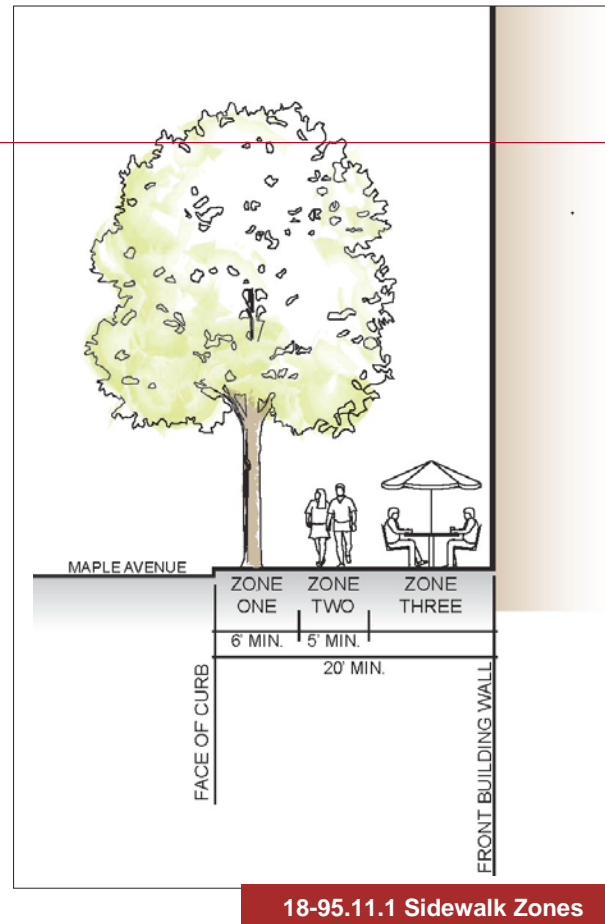 MAPLE AVENUE
ZONE ONE
ZONE TWO
ZONE THREE
6' MIN.
5' MIN.
20' MIN.
FACE OF CURB
FRONT BUILDING WALL
18-95.11.1 Sidewalk Zones